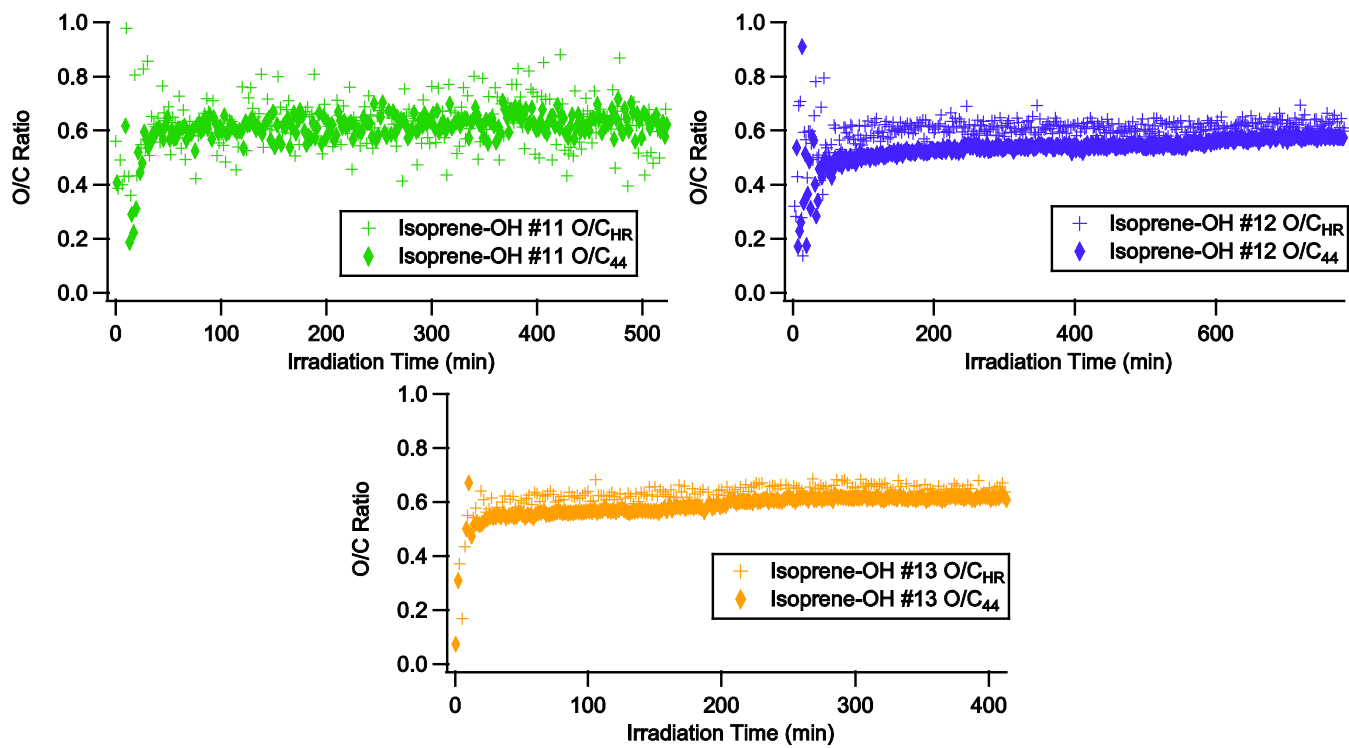 1.0
0.8
0.6
0.4
0.2
0.0
O/C Ratio
0 100 200 300 400 500
Irradiation Time (min)
Isoprene-OH #11 O/CHR
Isoprene-OH #11 O/C44
1.0
0.8
0.6
0.4
0.2
0.0
O/C Ratio
0 200 400 600
Irradiation Time (min)
Isoprene-OH #12 O/CHR
Isoprene-OH #12 O/C44
1.0
0.8
0.6
0.4
0.2
0.0
O/C Ratio
0 100 200 300 400
Irradiation Time (min)
Isoprene-OH #13 O/CHR
Isoprene-OH #13 O/C44